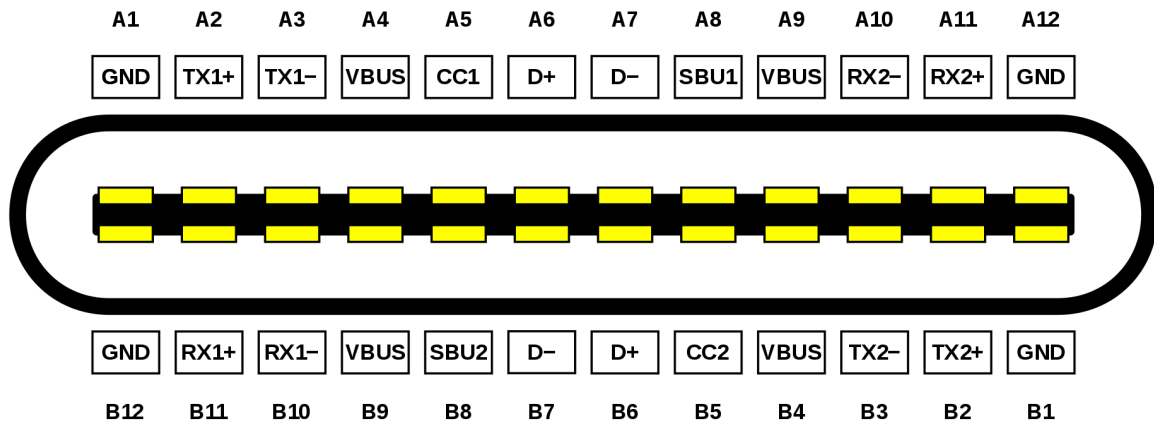 A1 A2 A3 A4 A5 A6 A7 A8 A9 A10 A11 A12
GND TX1+ TX1− VBUS CC1 D+ D− SBU1 VBUS RX2− RX2+ GND
GND RX1+ RX1− VBUS SBU2 D− D+ CC2 VBUS TX2− TX2+ GND
B12 B11 B10 B9 B8 B7 B6 B5 B4 B3 B2 B1